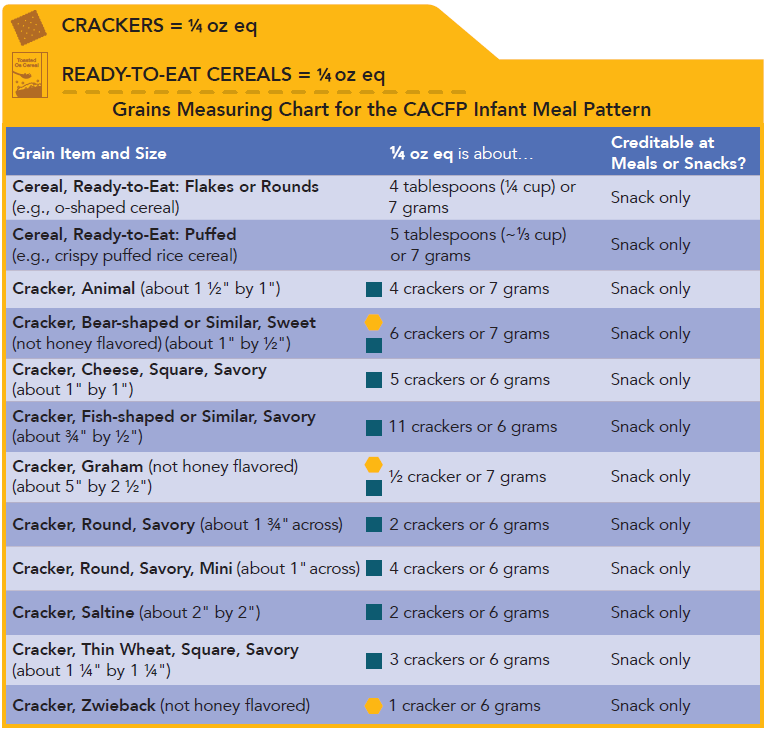 CRACKERS = ¼ oz eq
Toasted
Os Cereal
READY-TO-EAT CEREALS = ¼ oz eq
Grains Measuring Chart for the CACFP Infant Meal Pattern
Grain Item and Size
¼ oz eq is about…
Creditable at
Meals or Snacks?
Cereal, Ready-to-Eat: Flakes or Rounds
(e.g., o-shaped cereal)
4 tablespoons (¼ cup) or
7 grams
Snack only
Cereal, Ready-to-Eat: Puffed
(e.g., crispy puffed rice cereal)
5 tablespoons (~⅓ cup)
or 7 grams
Snack only
Cracker, Animal (about 1 ½" by 1")
4 crackers or 7 grams
Snack only
Cracker, Bear-shaped or Similar, Sweet
(not honey flavored) (about 1" by ½")
6 crackers or 7 grams
Snack only
Cracker, Cheese, Square, Savory
(about 1" by 1")
5 crackers or 6 grams
Snack only
Cracker, Fish-shaped or Similar, Savory
(about ¾" by ½")
11 crackers or 6 grams
Snack only
Cracker, Graham (not honey flavored)
(about 5" by 2 ½")
½ cracker or 7 grams
Snack only
Cracker, Round, Savory (about 1 ¾" across)
2 crackers or 6 grams
Snack only
Cracker, Round, Savory, Mini (about 1" across)
4 crackers or 6 grams
Snack only
Cracker, Saltine (about 2" by 2")
2 crackers or 6 grams
Snack only
Cracker, Thin Wheat, Square, Savory
(about 1 ¼" by 1 ¼")
3 crackers or 6 grams
Snack only
Cracker, Zwieback (not honey flavored)
1 cracker or 6 grams
Snack only